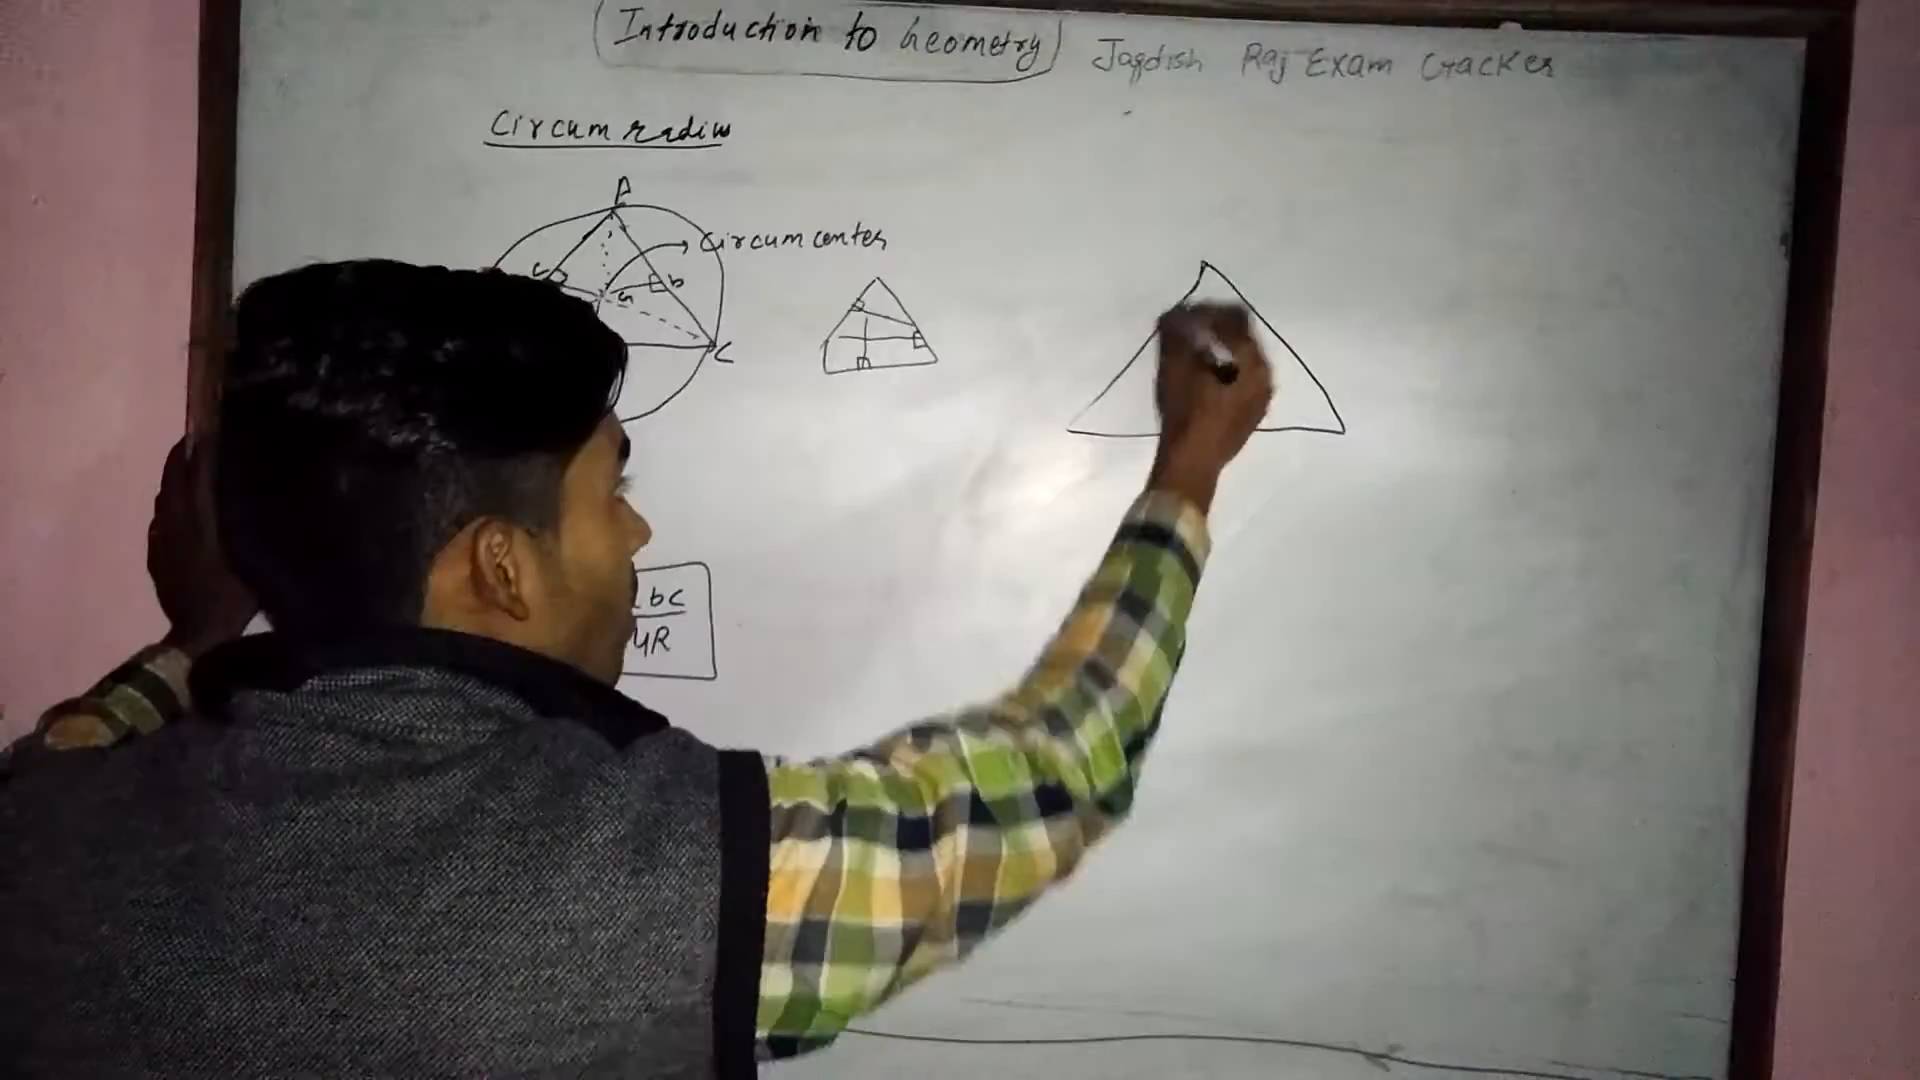 Introduction to Geometry Jagdish Raj Exam Cracker
Circum radius
A
Circum center
c
b
C
bc
4R